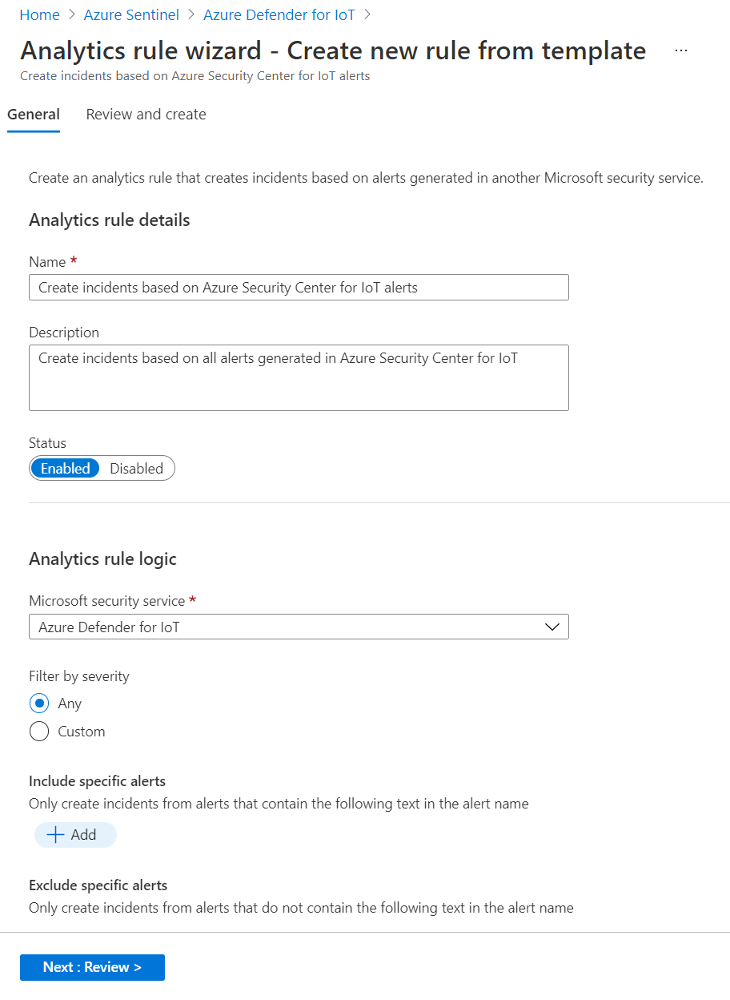 Home > Azure Sentinel > Azure Defender for IoT >
Analytics rule wizard - Create new rule from template ...
Create incidents based on Azure Security Center for IoT alerts
General Review and create
Create an analytics rule that creates incidents based on alerts generated in another Microsoft security service.
Analytics rule details
Name *
Create incidents based on Azure Security Center for IoT alerts
Description
Create incidents based on all alerts generated in Azure Security Center for IoT
Status
Enabled Disabled
Analytics rule logic
Microsoft security service *
Azure Defender for IoT
Filter by severity
Any
Custom
Include specific alerts
Only create incidents from alerts that contain the following text in the alert name
+ Add
Exclude specific alerts
Only create incidents from alerts that do not contain the following text in the alert name
Next : Review >